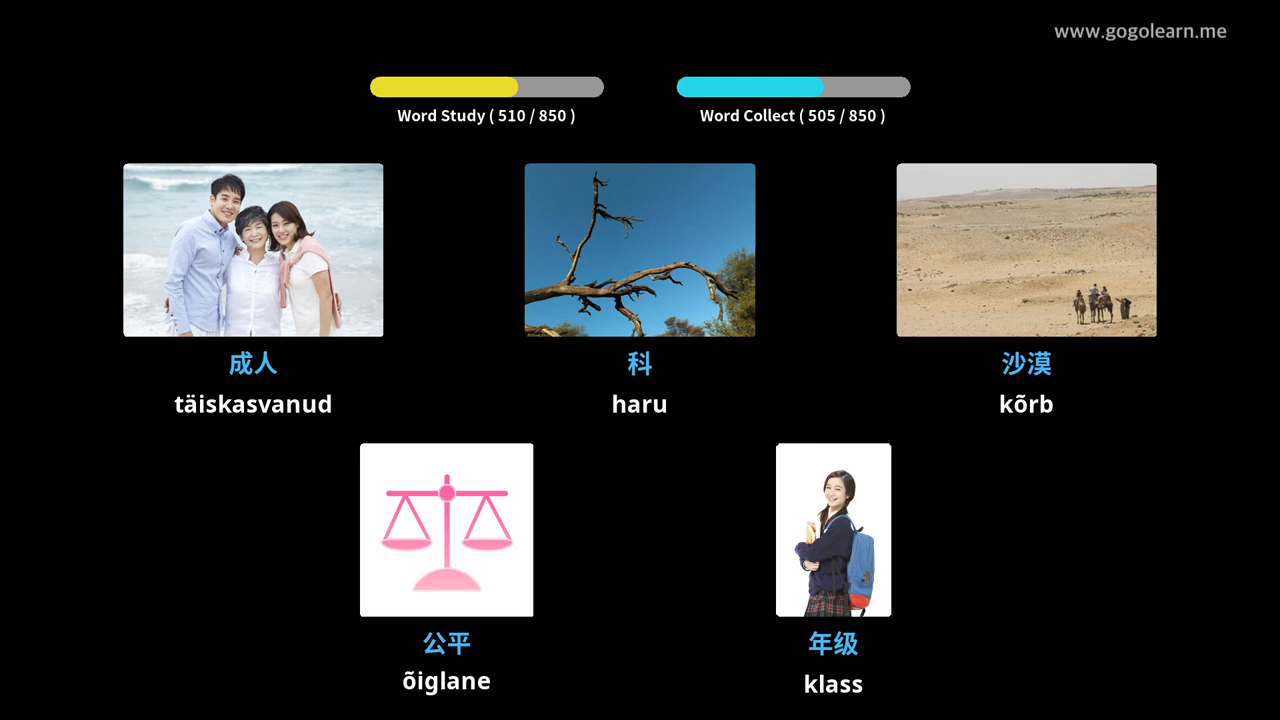 www.gogolearn.me
Word Study ( 510 / 850 )
Word Collect ( 505 / 850 )
成人
täiskasvanud
科
haru
沙漠
kõrb
公平
õiglane
年级
klass